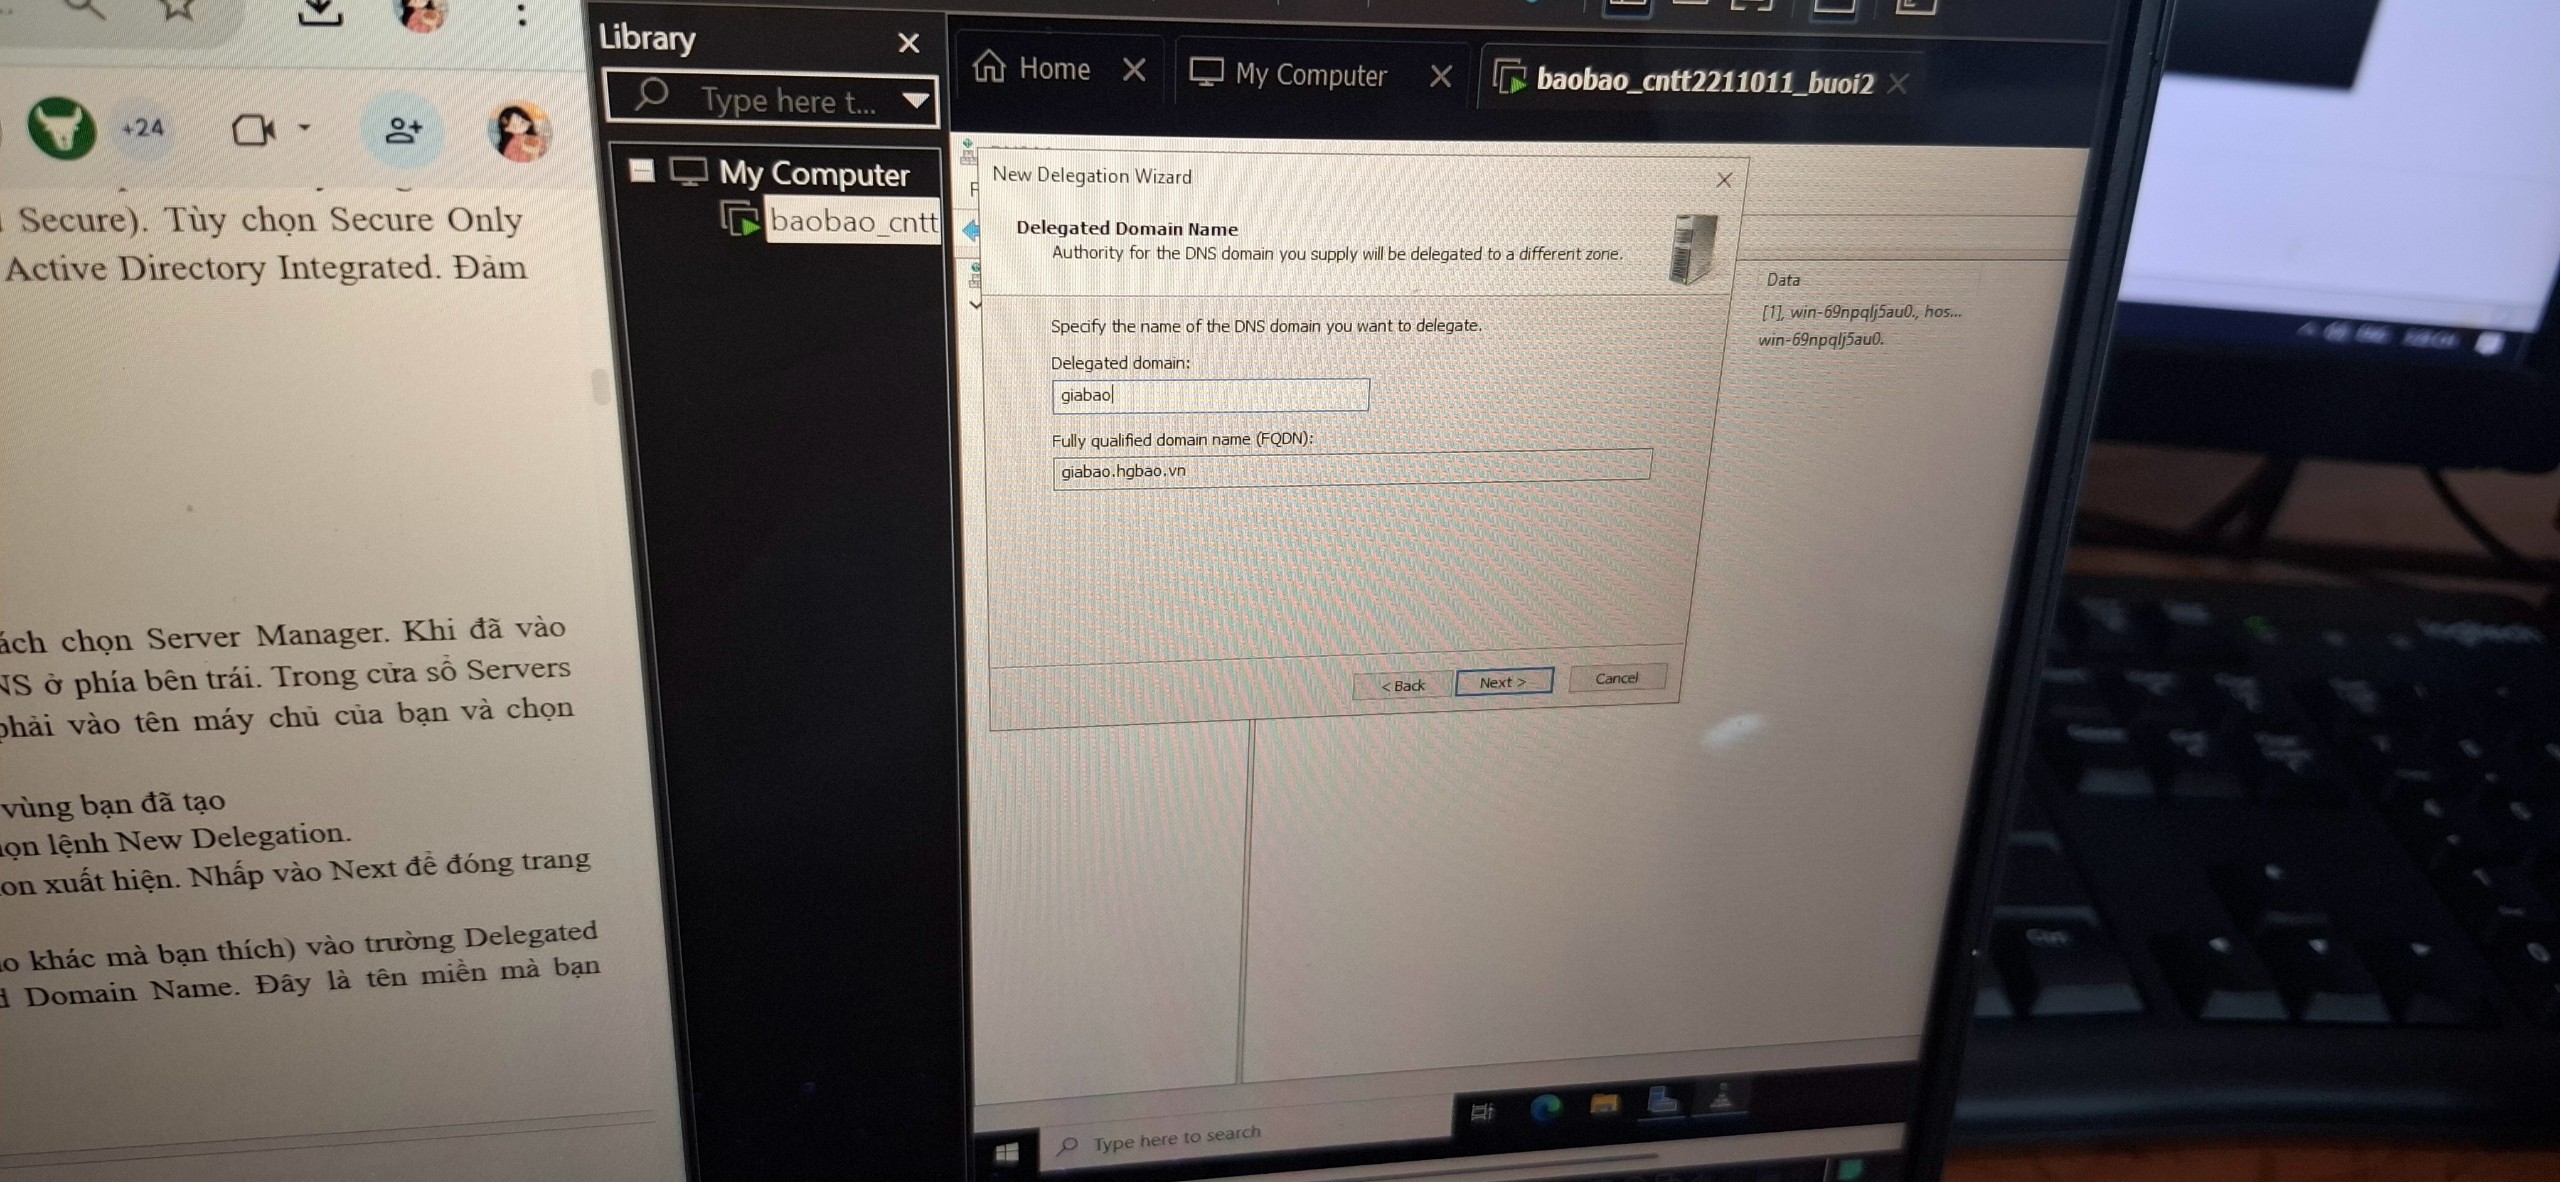 +24
Secure). Tùy chọn Secure Only
Active Directory Integrated. Đảm
ách chọn Server Manager. Khi đã vào
NS ở phía bên trái. Trong cửa sổ Servers
phải vào tên máy chủ của bạn và chọn
vùng bạn đã tạo
lệnh New Delegation.
xuất hiện. Nhấp vào Next để đóng trang
khác mà bạn thích) vào trường Delegated
Domain Name. Đây là tên miền mà bạn
Library
Type here t...
My Computer
baobao_cntt
Home
My Computer
baobao_cntt2211011_buoi2
New Delegation Wizard
Delegated Domain Name
Authority for the DNS domain you supply will be delegated to a different zone.
Specify the name of the DNS domain you want to delegate.
Delegated domain:
giabao
Fully qualified domain name (FQDN):
giabao.hgbao.vn
< Back
Next >
Cancel
Data
[1], win-69npqlj5au0., hos...
win-69npqlj5au0.
Type here to search
Ctrl